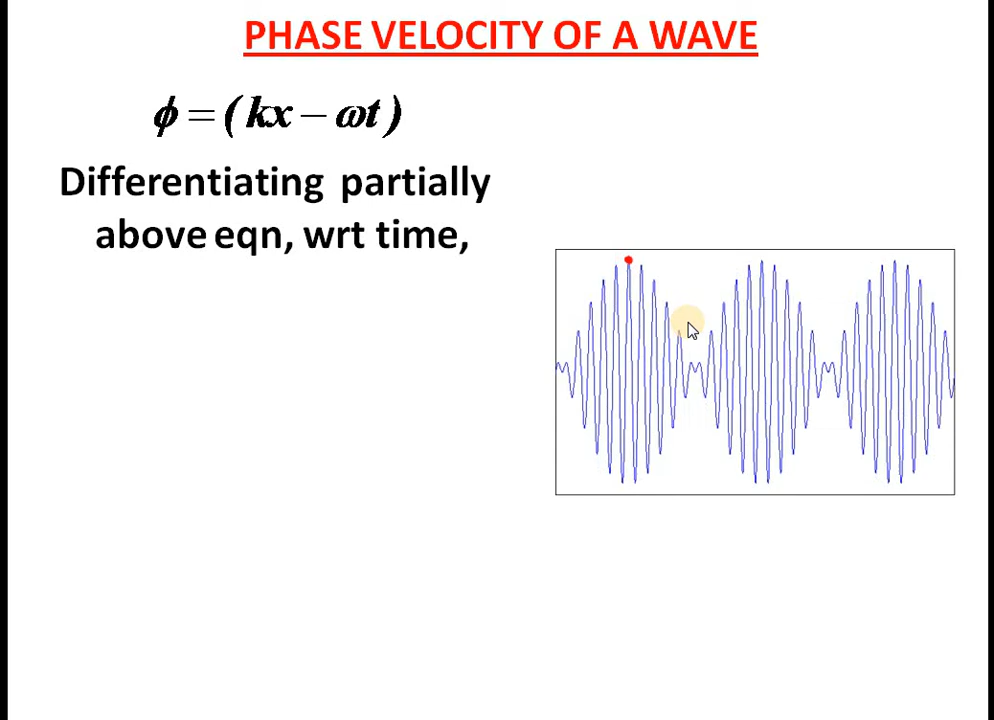 PHASE VELOCITY OF A WAVE
ϕ = ( kx − ωt )
Differentiating partially
above eqn, wrt time,